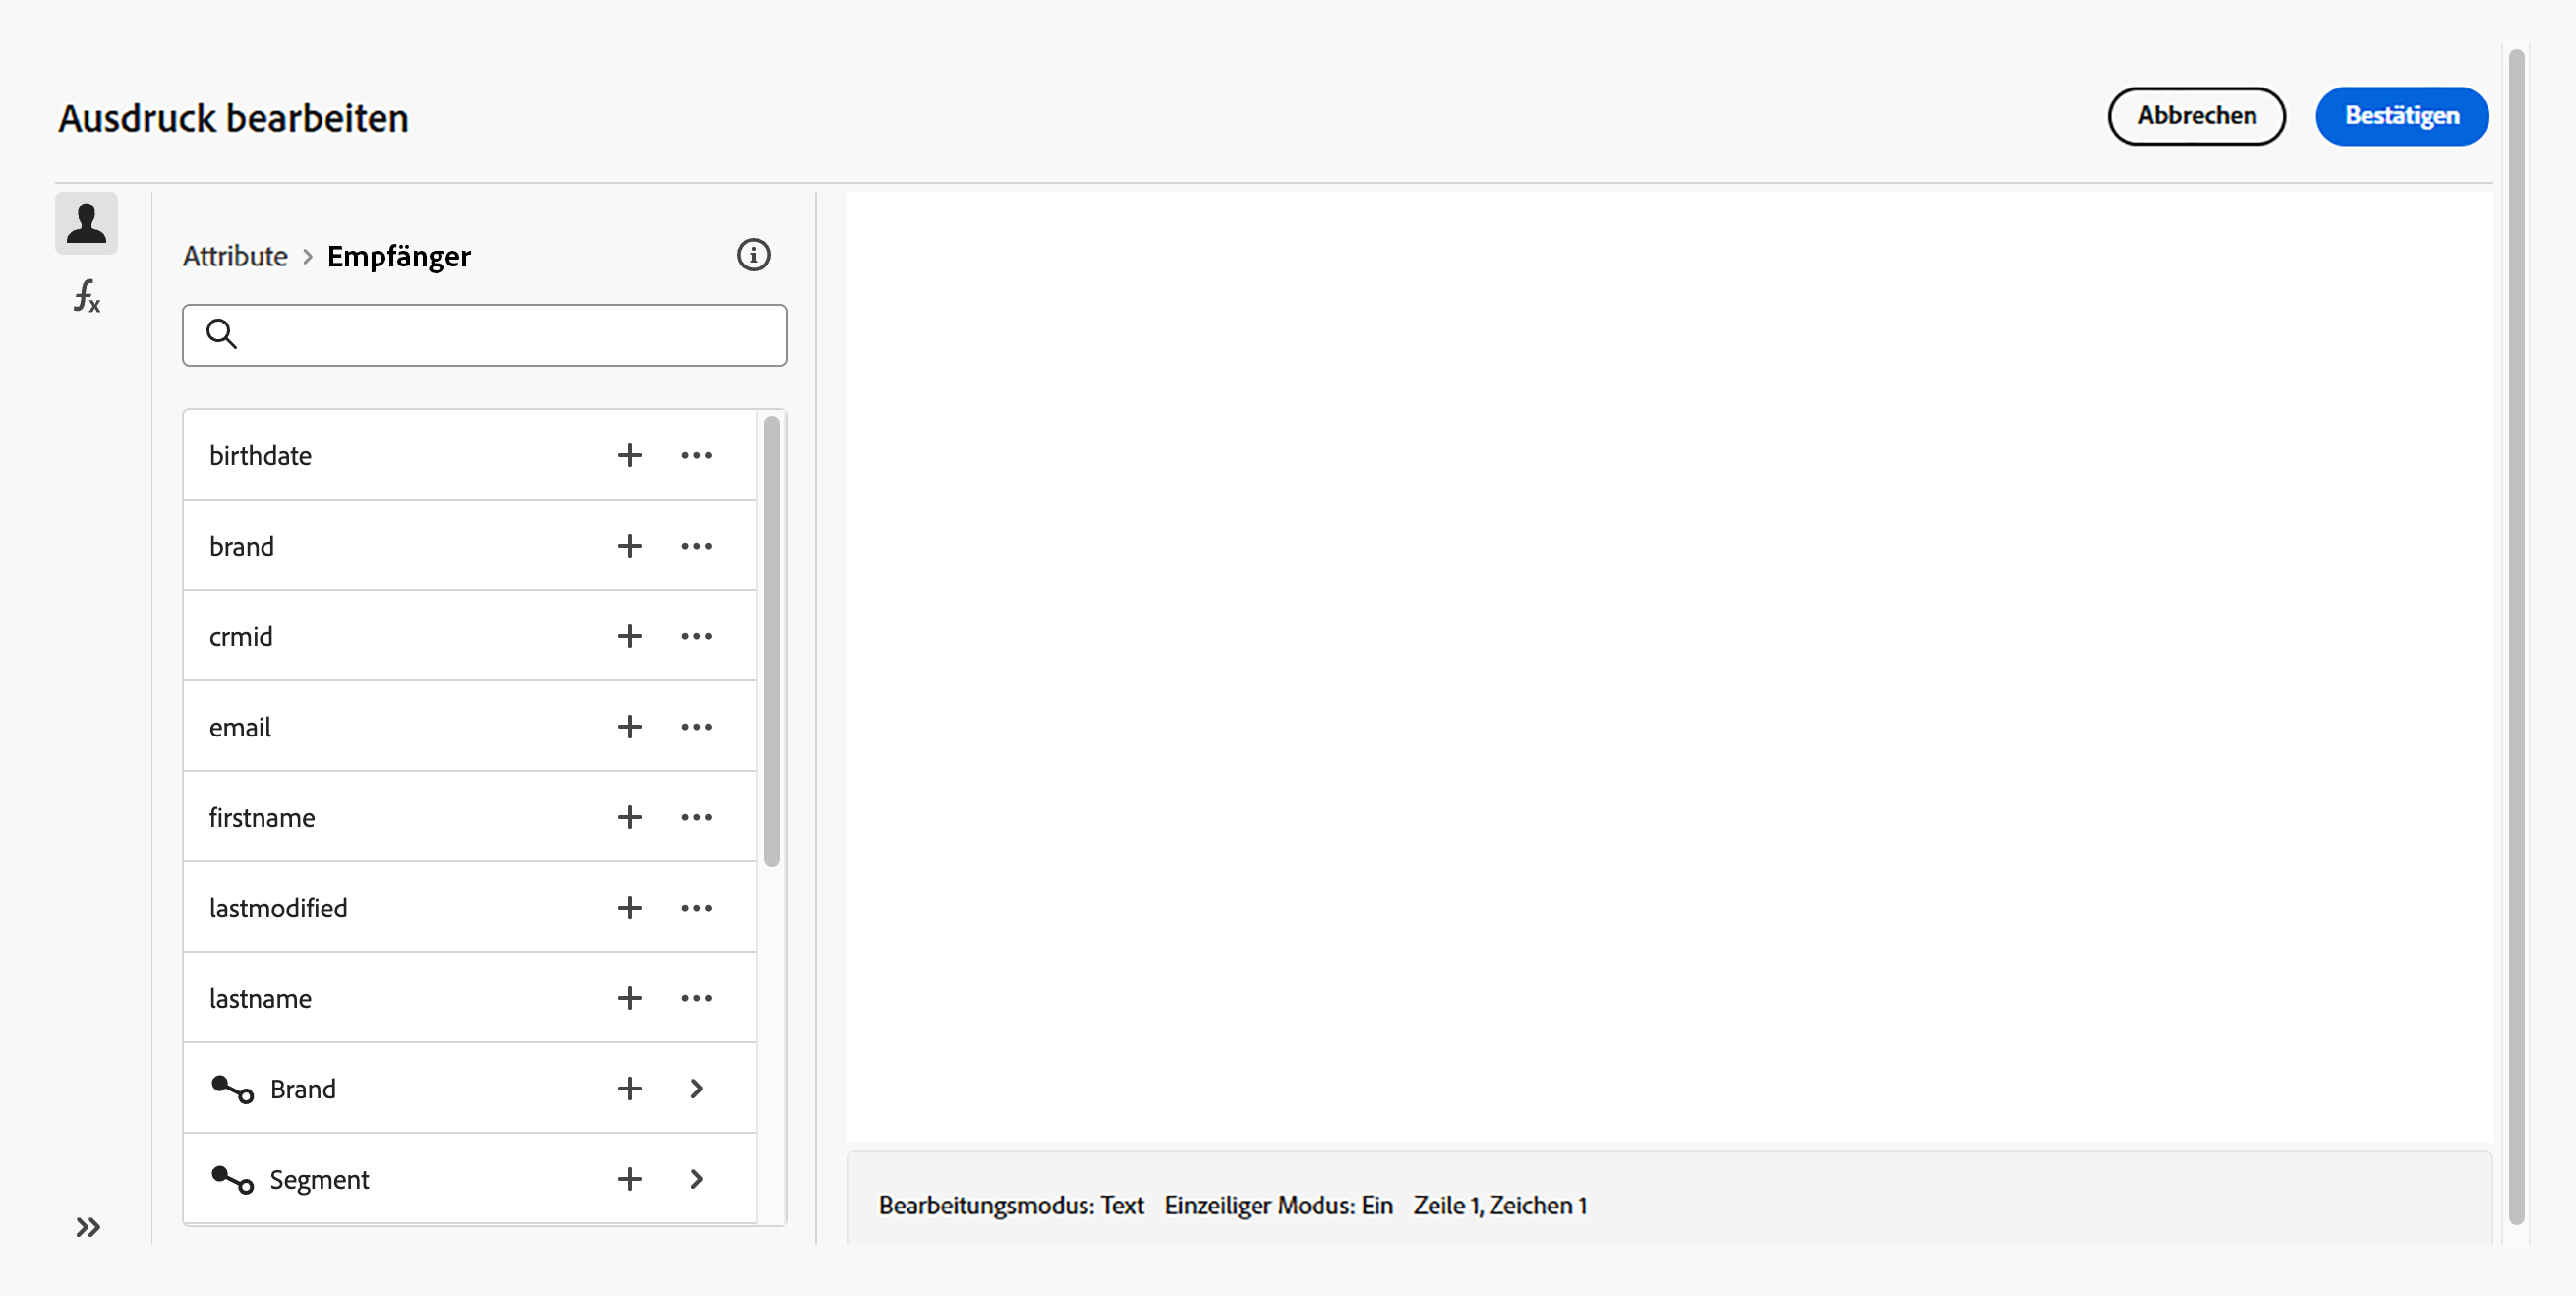 Ausdruck bearbeiten
Abbrechen
Bestätigen
Attribute > Empfänger
fx
birthdate
brand
crmid
email
firstname
lastmodified
lastname
Brand
Segment
Bearbeitungsmodus: Text Einzeiliger Modus: Ein Zeile 1, Zeichen 1